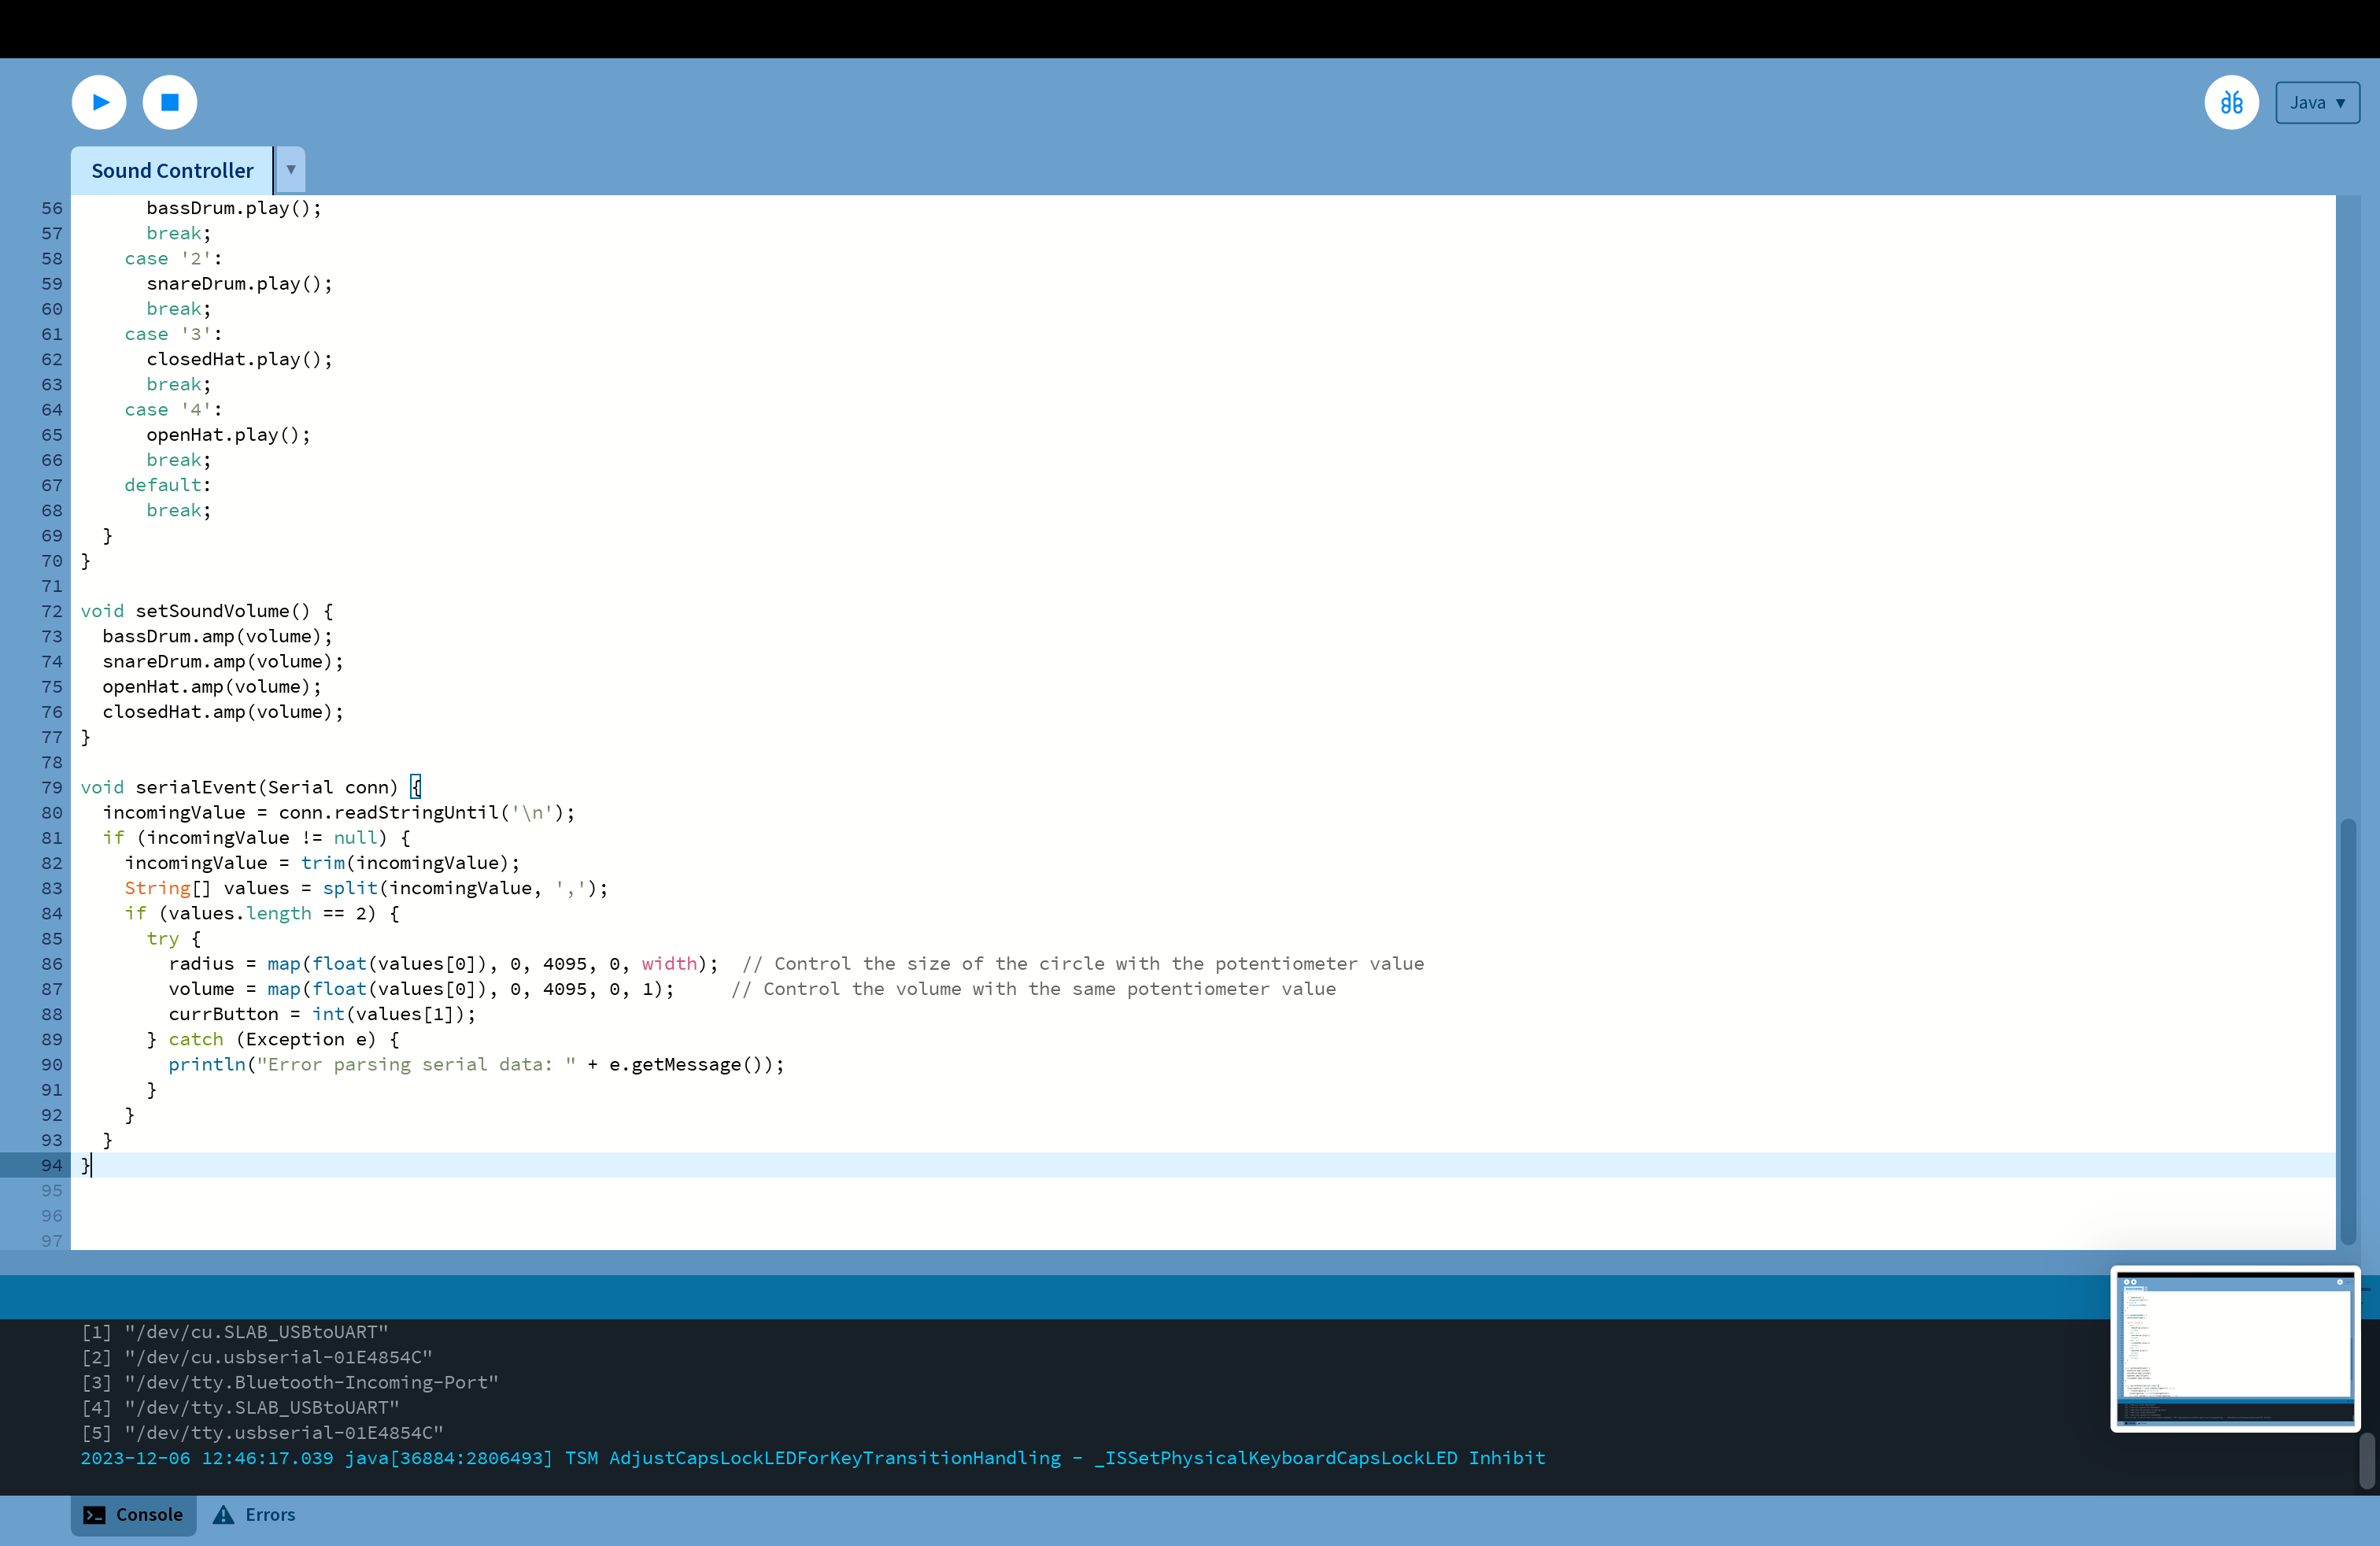 Java ▾
Sound Controller ▾
56 bassDrum.play();
57 break;
58 case '2':
59 snareDrum.play();
60 break;
61 case '3':
62 closedHat.play();
63 break;
64 case '4':
65 openHat.play();
66 break;
67 default:
68 break;
69 }
70 }
71
72 void setSoundVolume() {
73 bassDrum.amp(volume);
74 snareDrum.amp(volume);
75 openHat.amp(volume);
76 closedHat.amp(volume);
77 }
78
79 void serialEvent(Serial conn) {
80 incomingValue = conn.readStringUntil('\n');
81 if (incomingValue != null) {
82 incomingValue = trim(incomingValue);
83 String[] values = split(incomingValue, ',');
84 if (values.length == 2) {
85 try {
86 radius = map(float(values[0]), 0, 4095, 0, width);  // Control the size of the circle with the potentiometer value
87 volume = map(float(values[0]), 0, 4095, 0, 1);     // Control the volume with the same potentiometer value
88 currButton = int(values[1]);
89 } catch (Exception e) {
90 println("Error parsing serial data: " + e.getMessage());
91 }
92 }
93 }
94 }
95
96
97
[1] "/dev/cu.SLAB_USBtoUART"
[2] "/dev/cu.usbserial-01E4854C"
[3] "/dev/tty.Bluetooth-Incoming-Port"
[4] "/dev/tty.SLAB_USBtoUART"
[5] "/dev/tty.usbserial-01E4854C"
2023-12-06 12:46:17.039 java[36884:2806493] TSM AdjustCapsLockLEDForKeyTransitionHandling - _ISSetPhysicalKeyboardCapsLockLED Inhibit
Console Errors